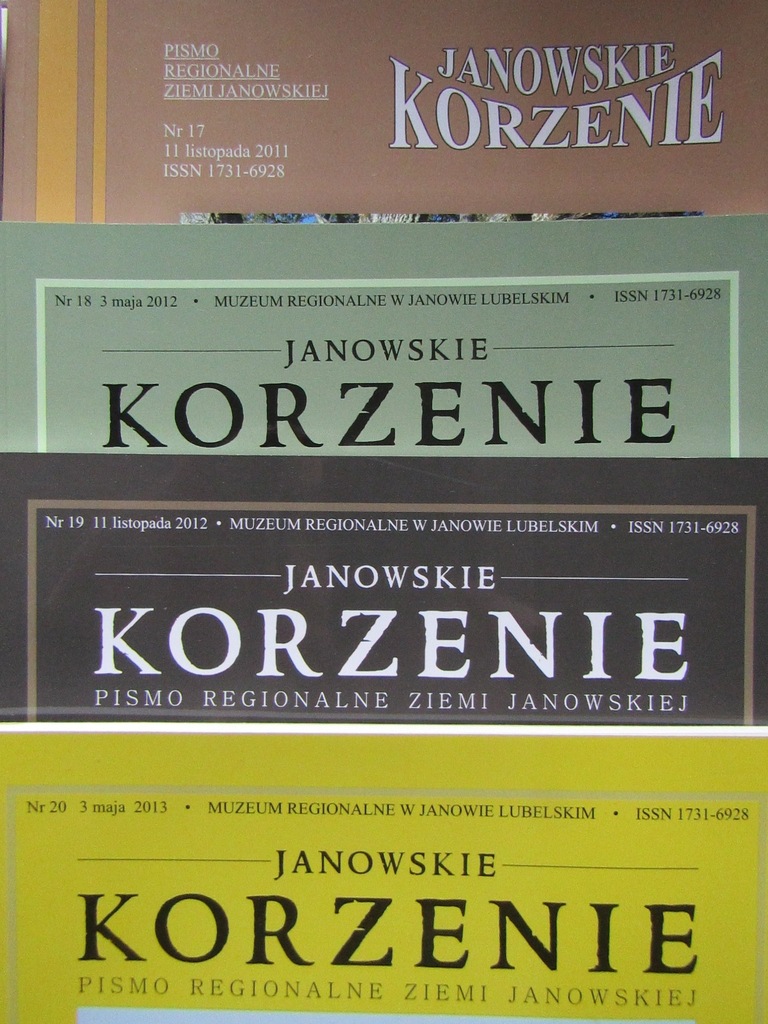 PISMO
REGIONALNE
ZIEMI JANOWSKIEJ
Nr 17
11 listopada 2011
ISSN 1731-6928
JANOWSKIE
KORZENIE
Nr 18 3 maja 2012 • MUZEUM REGIONALNE W JANOWIE LUBELSKIM • ISSN 1731-6928
JANOWSKIE
KORZENIE
Nr 19 11 listopada 2012 • MUZEUM REGIONALNE W JANOWIE LUBELSKIM • ISSN 1731-6928
JANOWSKIE
KORZENIE
PISMO REGIONALNE ZIEMI JANOWSKIEJ
Nr 20 3 maja 2013 • MUZEUM REGIONALNE W JANOWIE LUBELSKIM • ISSN 1731-6928
JANOWSKIE
KORZENIE
PISMO REGIONALNE ZIEMI JANOWSKIEJ